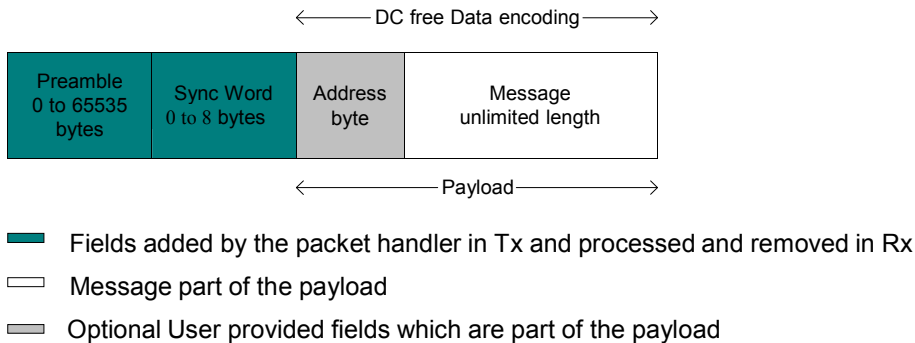 DC free Data encoding
Preamble
0 to 65535
bytes
Sync Word
0 to 8 bytes
Address
byte
Message
unlimited length
Payload
Fields added by the packet handler in Tx and processed and removed in Rx
Message part of the payload
Optional User provided fields which are part of the payload